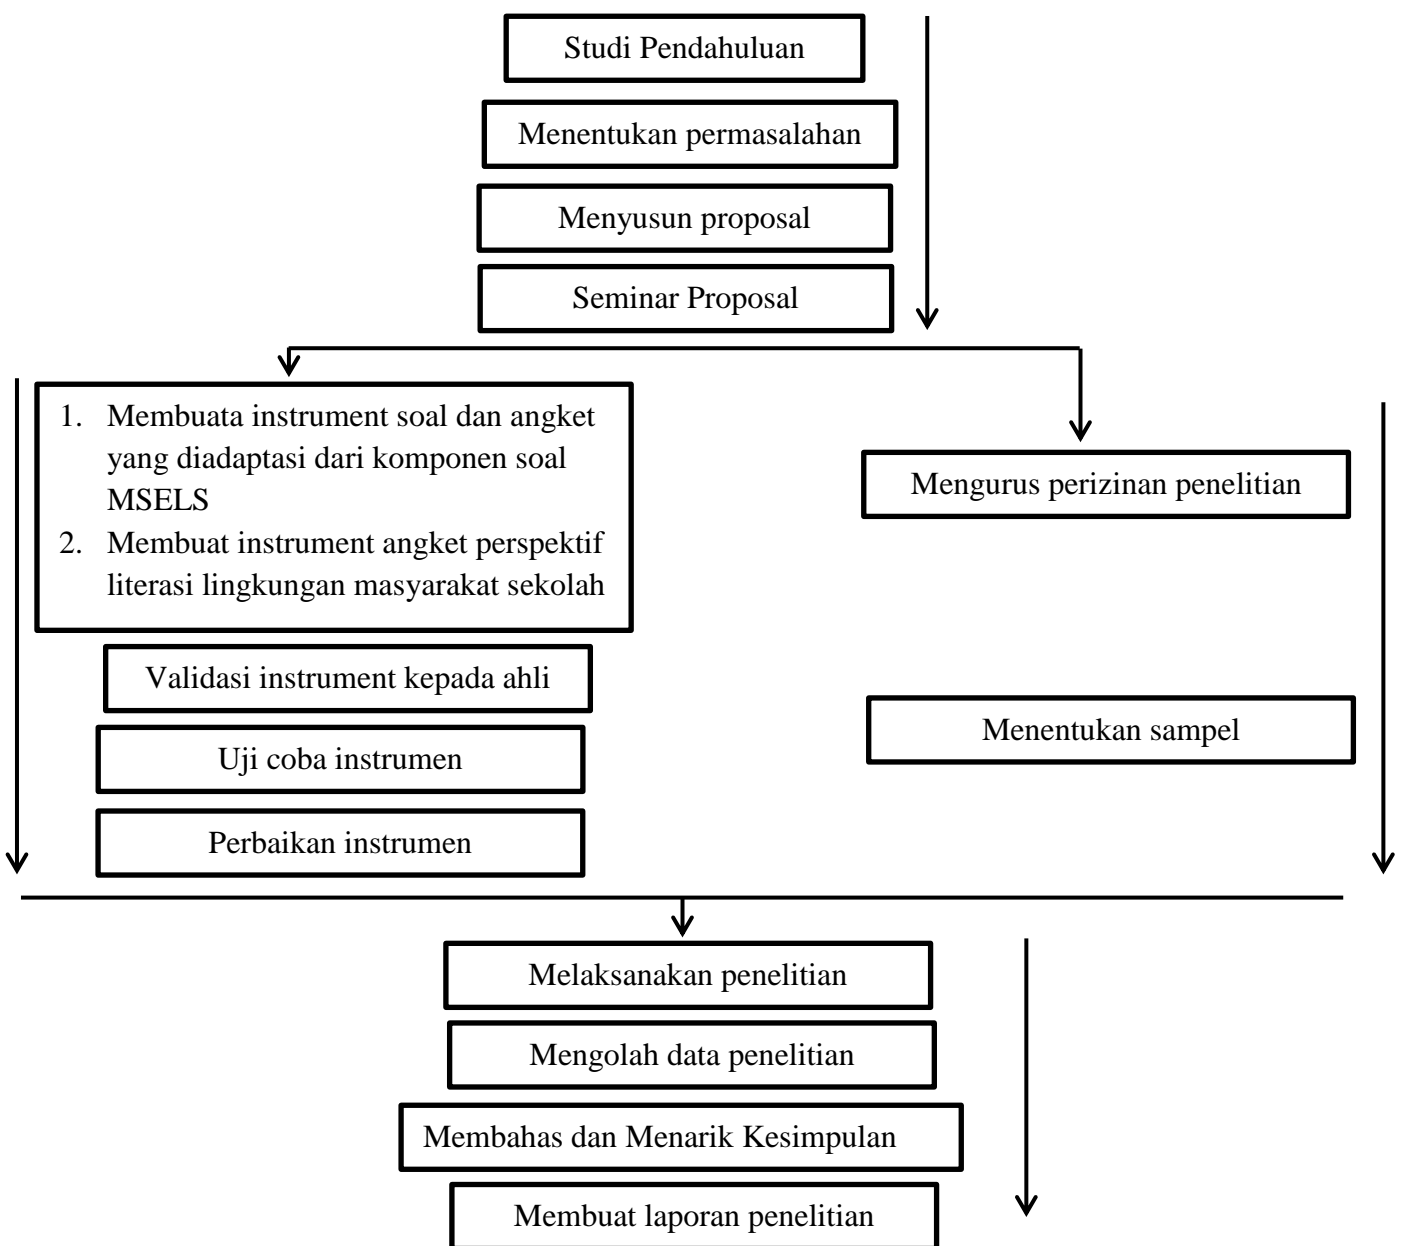 Studi Pendahuluan
Menentukan permasalahan
Menyusun proposal
Seminar Proposal
1. Membuata instrument soal dan angket
yang diadaptasi dari komponen soal
MSELS
2. Membuat instrument angket perspektif
literasi lingkungan masyarakat sekolah
Mengurus perizinan penelitian
Validasi instrument kepada ahli
Menentukan sampel
Uji coba instrumen
Perbaikan instrumen
Melaksanakan penelitian
Mengolah data penelitian
Membahas dan Menarik Kesimpulan
Membuat laporan penelitian